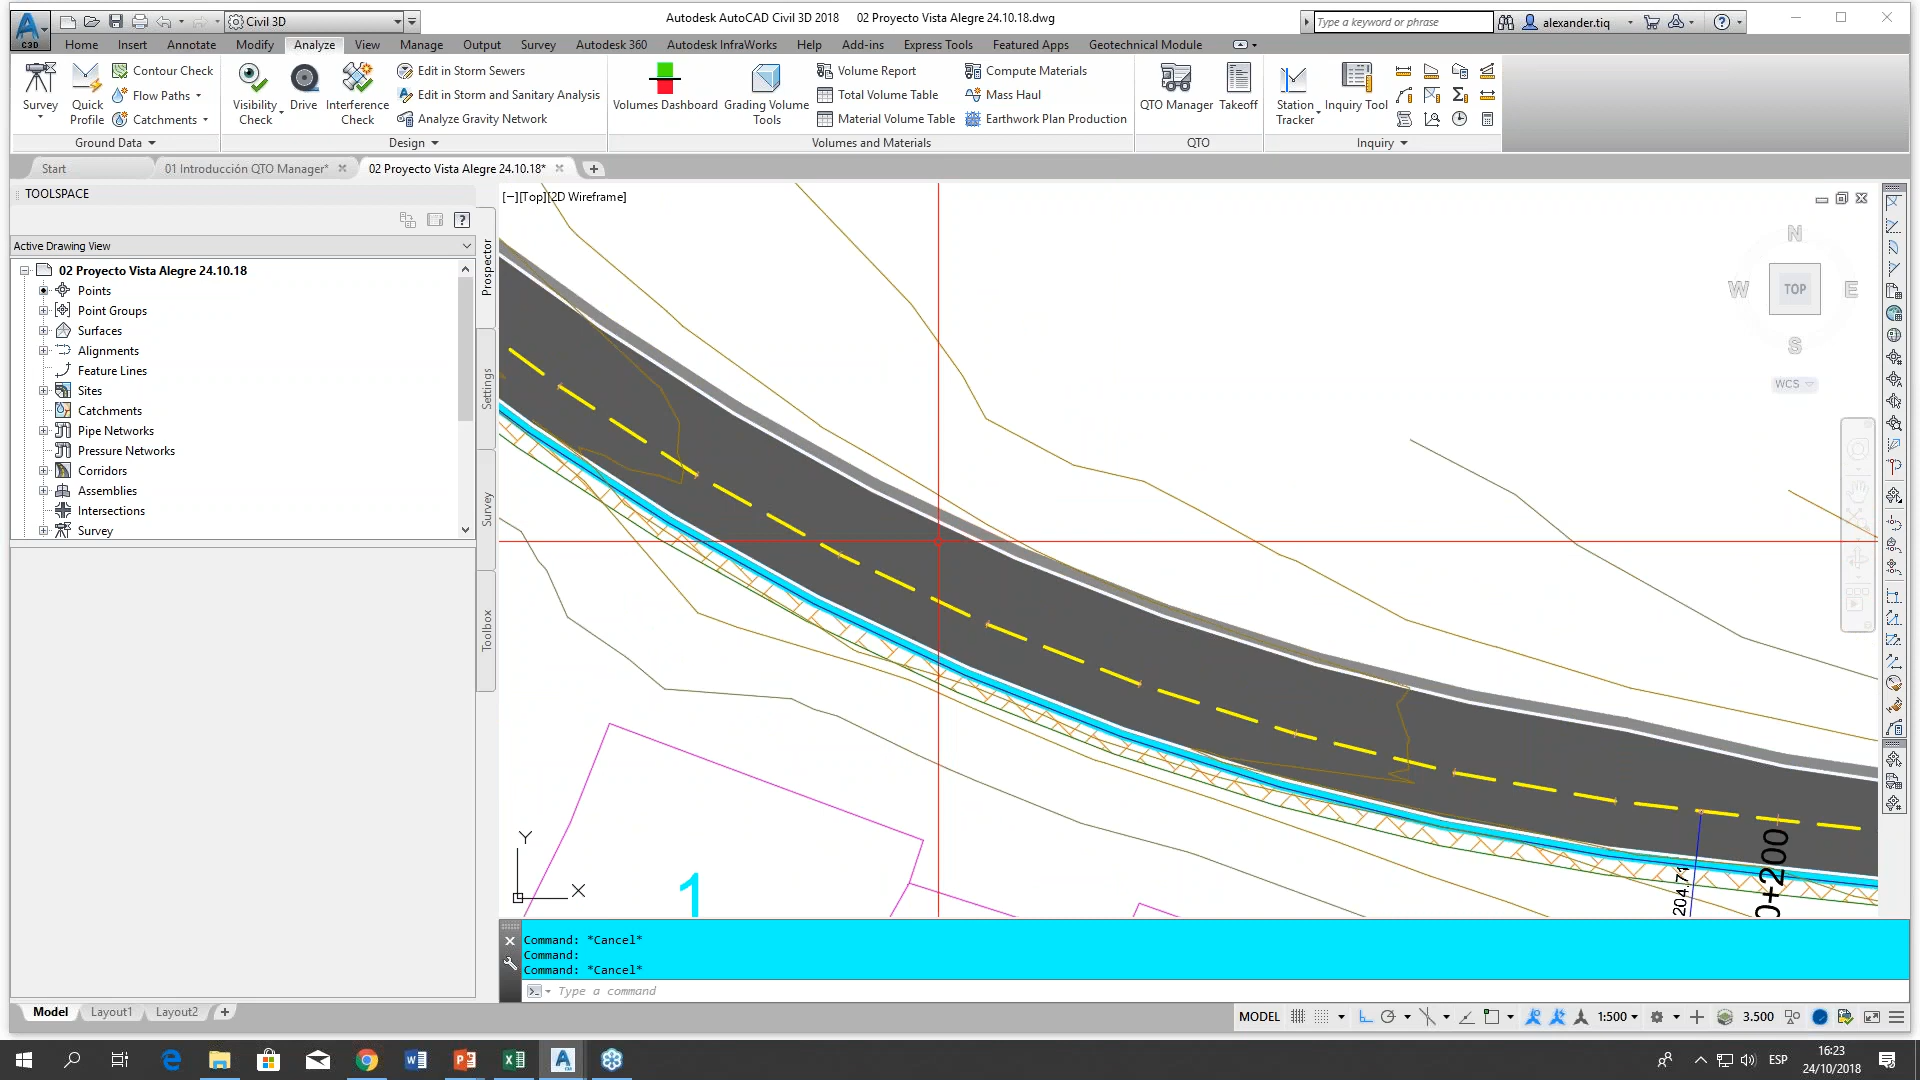 Civil 3D
Autodesk AutoCAD Civil 3D 2018 02 Proyecto Vista Alegre 24.10.18.dwg
Type a keyword or phrase
alexander.tiq
C3D
Home Insert Annotate Modify Analyze View Manage Output Survey Autodesk 360 Autodesk InfraWorks Help Add-ins Express Tools Featured Apps Geotechnical Module
Survey
Quick Profile
Contour Check
Flow Paths
Catchments
Ground Data
Visibility Check
Drive
Interference Check
Edit in Storm Sewers
Edit in Storm and Sanitary Analysis
Analyze Gravity Network
Design
Volumes Dashboard
Grading Volume Tools
Volume Report
Total Volume Table
Material Volume Table
Compute Materials
Mass Haul
Earthwork Plan Production
Volumes and Materials
QTO Manager
Takeoff
QTO
Station Tracker
Inquiry Tool
Inquiry
Start
01 Introducción QTO Manager*
02 Proyecto Vista Alegre 24.10.18*
TOOLSPACE
Active Drawing View
02 Proyecto Vista Alegre 24.10.18
Points
Point Groups
Surfaces
Alignments
Feature Lines
Sites
Catchments
Pipe Networks
Pressure Networks
Corridors
Assemblies
Intersections
Survey
Prospector
Settings
Survey
Toolbox
[−][Top][2D Wireframe]
N
W
TOP
E
S
WCS
Y
X
1
204.71
0+200
Command: *Cancel*
Command:
Command: *Cancel*
Type a command
Model Layout1 Layout2
MODEL
1:500
3.500
ESP
16:23
24/10/2018